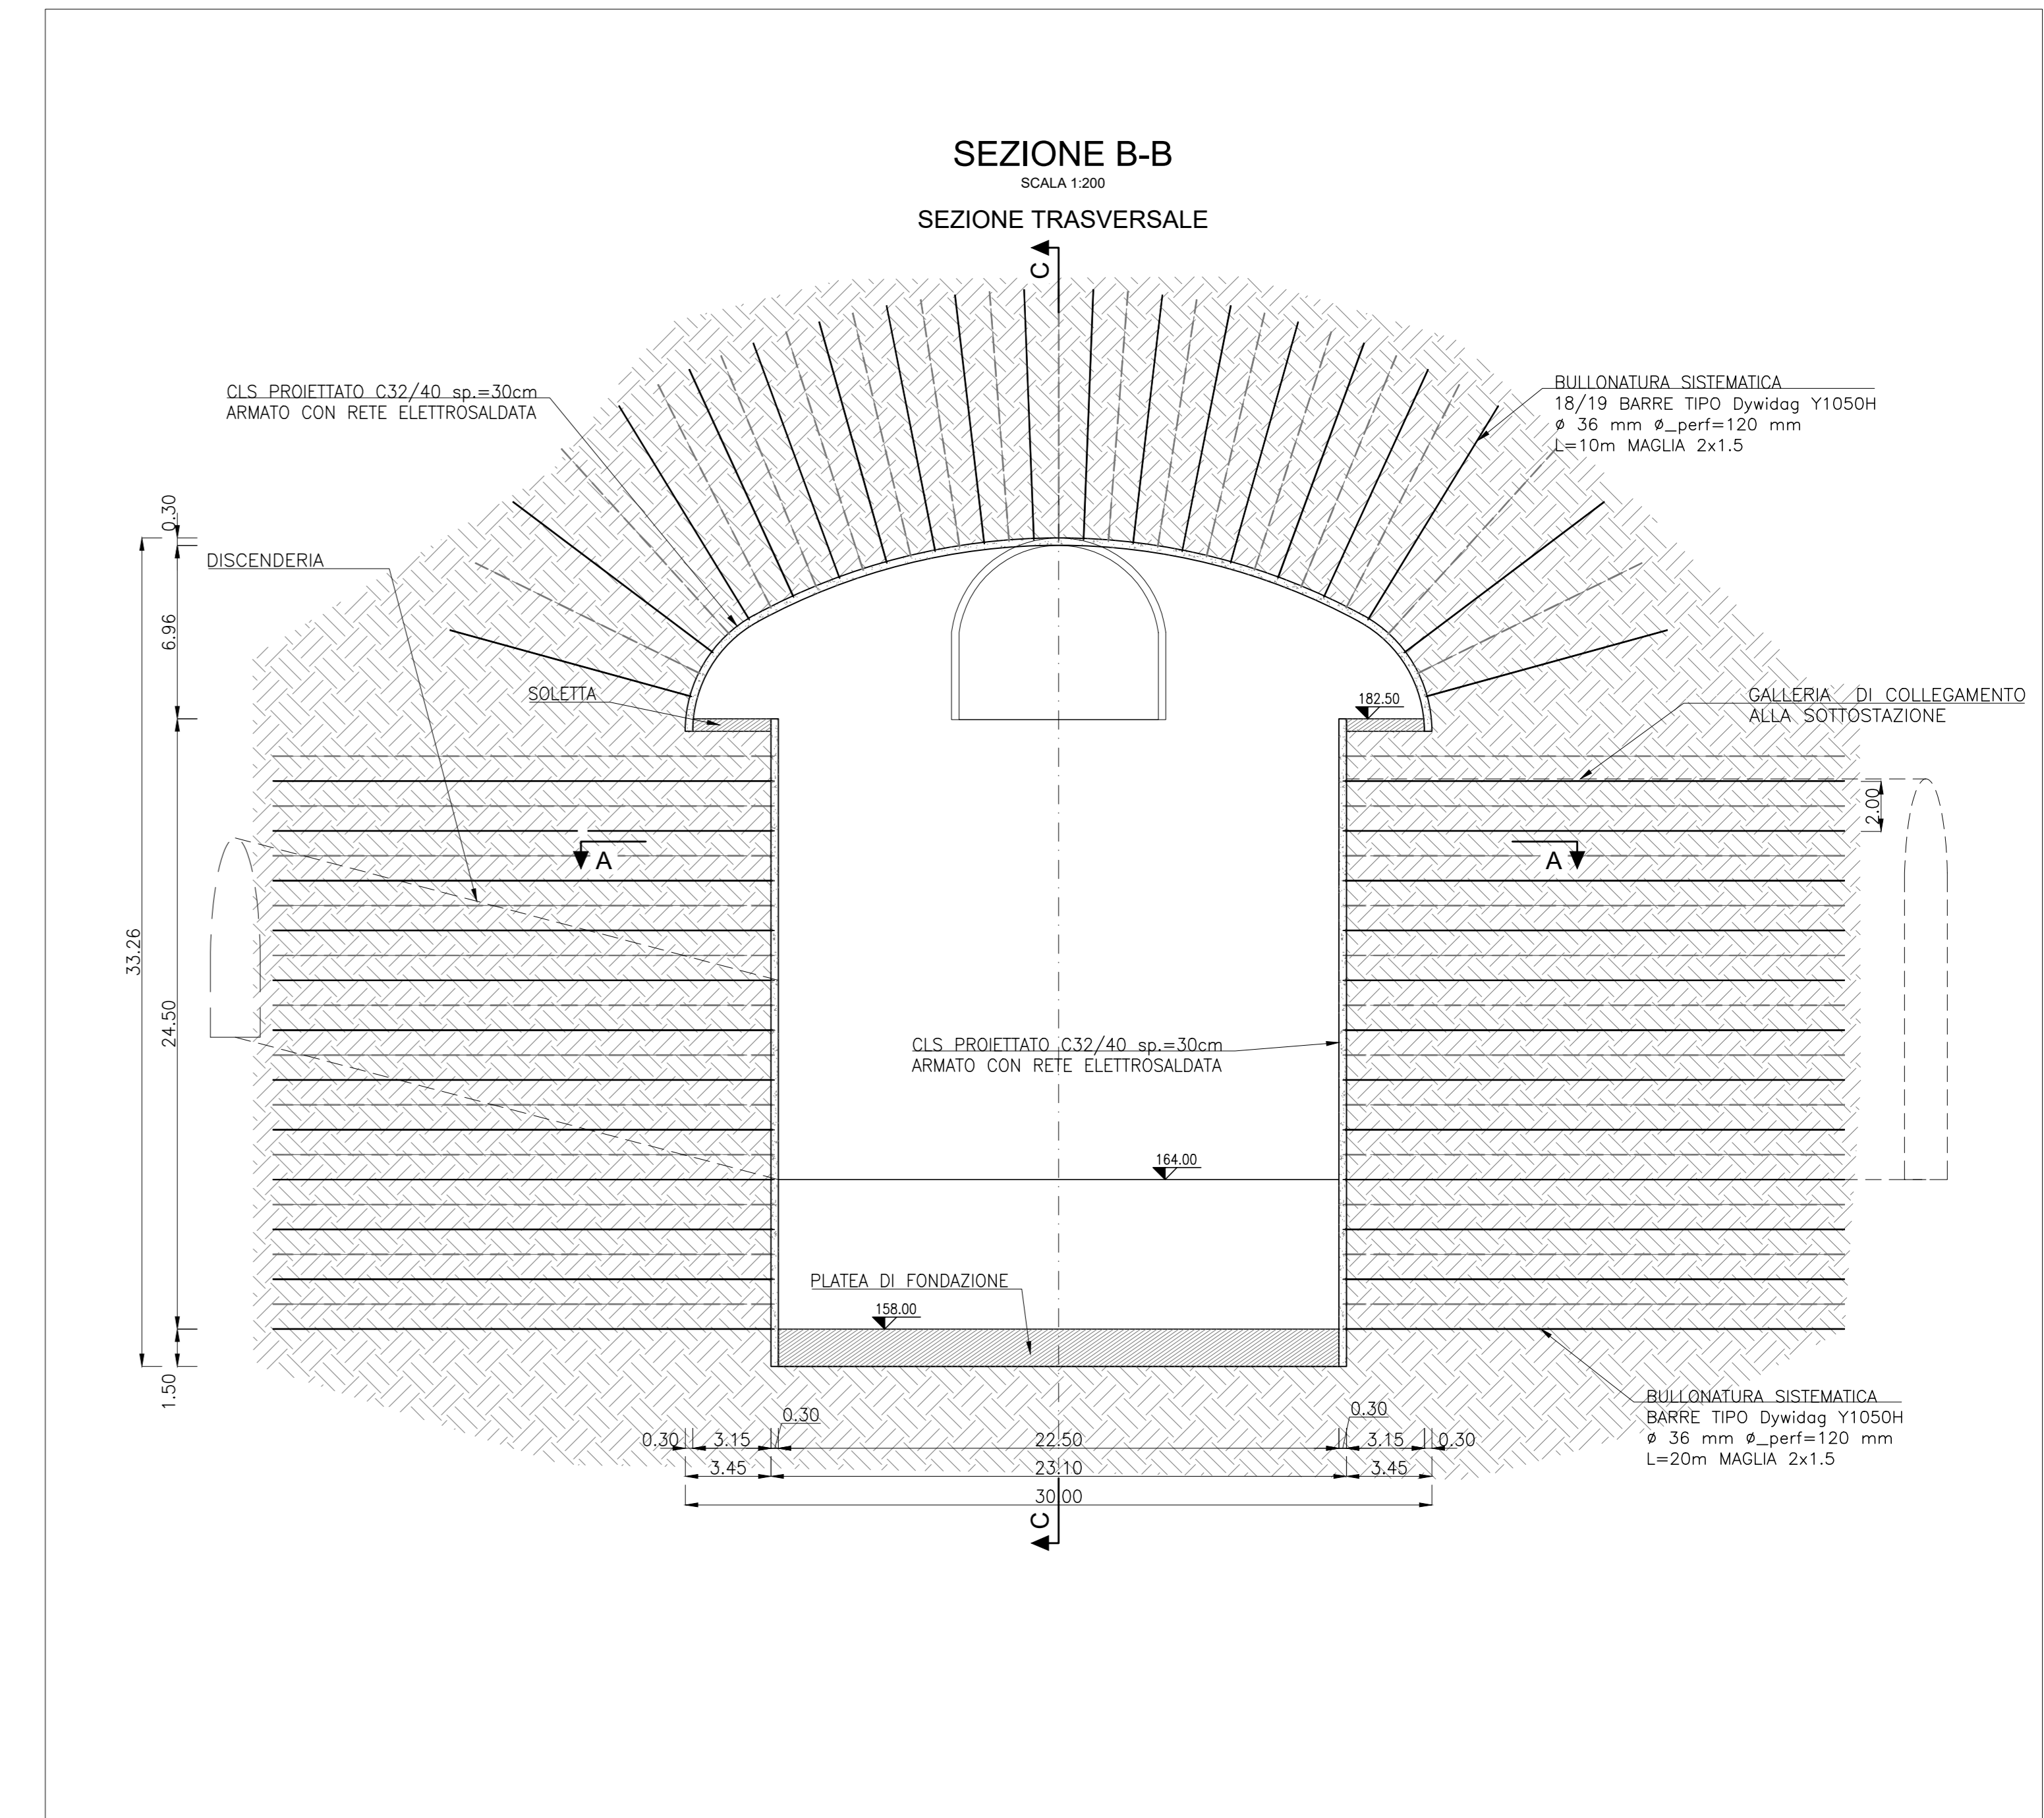 SEZIONE B-B
SCALA 1:200
SEZIONE TRASVERSALE
C
CLS PROIETTATO C32/40 sp.=30cm
ARMATO CON RETE ELETTROSALDATA
BULLONATURA SISTEMATICA
18/19 BARRE TIPO Dywidag Y1050H
ø 36 mm ø_perf=120 mm
L=10m MAGLIA 2x1.5
0.30
DISCENDERIA
6.96
SOLETTA
182.50
GALLERIA DI COLLEGAMENTO
ALLA SOTTOSTAZIONE
2.00
A
A
33.26
24.50
CLS PROIETTATO C32/40 sp.=30cm
ARMATO CON RETE ELETTROSALDATA
164.00
PLATEA DI FONDAZIONE
158.00
1.50
BULLONATURA SISTEMATICA
BARRE TIPO Dywidag Y1050H
ø 36 mm ø_perf=120 mm
L=20m MAGLIA 2x1.5
0.30
0.30
0.30
3.15
22.50
3.15
0.30
3.45
23.10
3.45
30.00
C